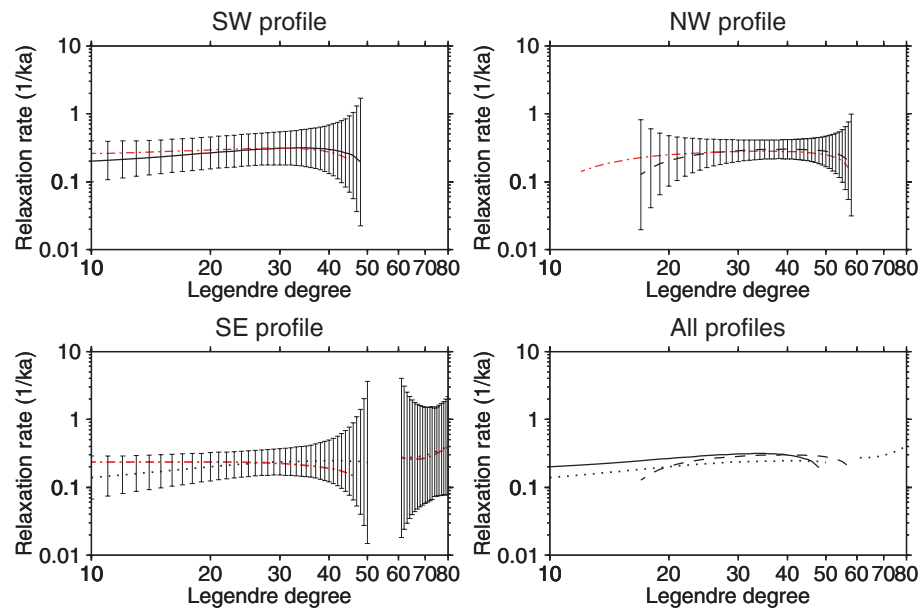 SW profile
10
1
0.1
0.01
Relaxation rate (1/ka)
10 20 30 40 50 60 70 80
Legendre degree
NW profile
10
1
0.1
0.01
Relaxation rate (1/ka)
10 20 30 40 50 60 70 80
Legendre degree
SE profile
10
1
0.1
0.01
Relaxation rate (1/ka)
10 20 30 40 50 60 70 80
Legendre degree
All profiles
10
1
0.1
0.01
Relaxation rate (1/ka)
10 20 30 40 50 60 70 80
Legendre degree